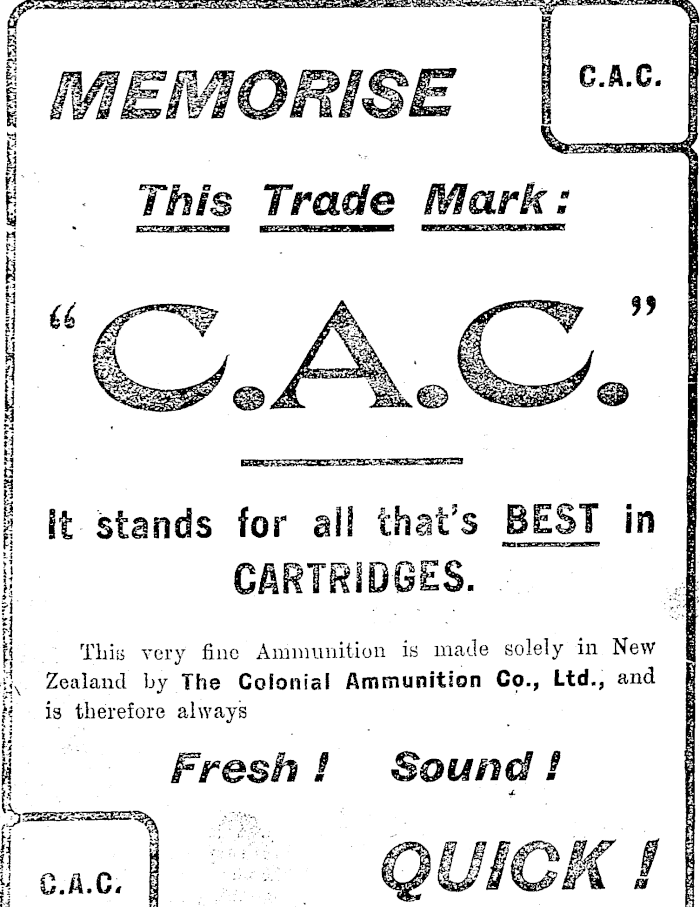 MEMORISE
C.A.C.
This Trade Mark:
"C.A.C."
It stands for all that's BEST in
CARTRIDGES.
This very fine Ammunition is made solely in New
Zealand by The Colonial Ammunition Co., Ltd., and
is therefore always
Fresh! Sound!
QUICK!
C.A.C.